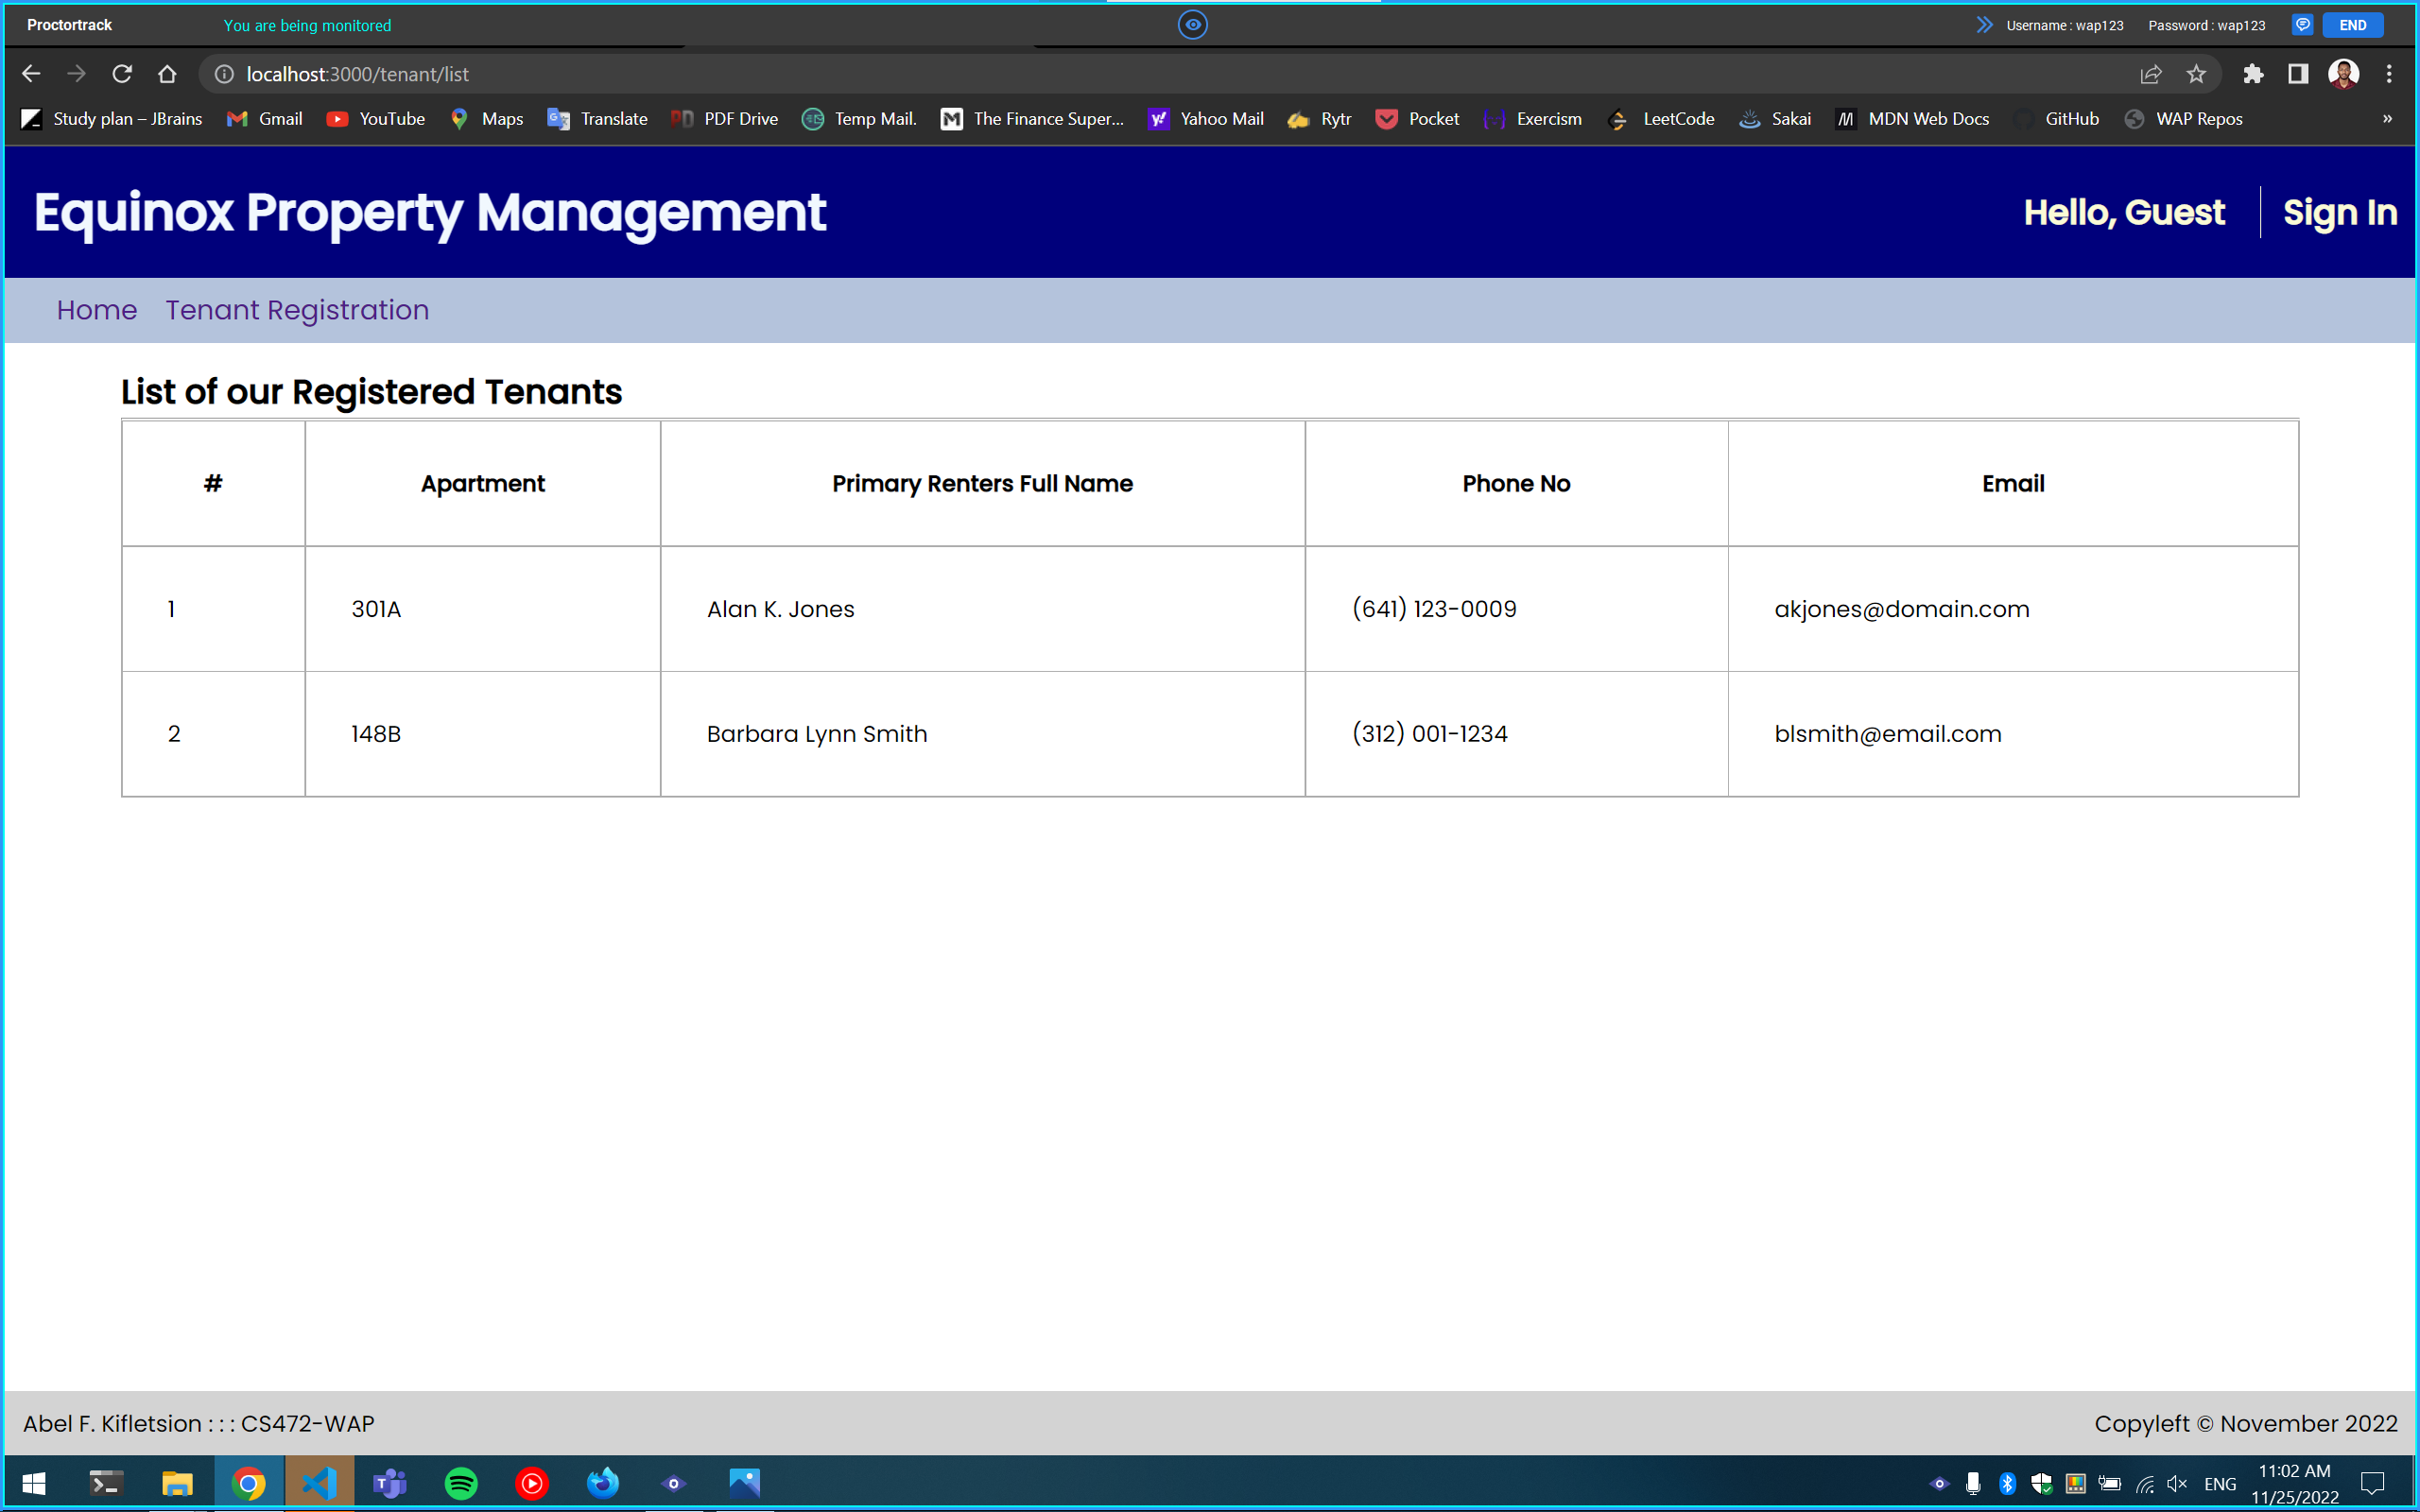 Proctortrack You are being monitored Username : wap123 Password : wap123 END
localhost:3000/tenant/list
Study plan – JBrains Gmail YouTube Maps Translate PDF Drive Temp Mail. The Finance Super... Yahoo Mail Rytr Pocket Exercism LeetCode Sakai MDN Web Docs GitHub WAP Repos »
Equinox Property Management Hello, Guest Sign In
Home Tenant Registration
List of our Registered Tenants
# Apartment Primary Renters Full Name Phone No Email
1 301A Alan K. Jones (641) 123-0009 akjones@domain.com
2 148B Barbara Lynn Smith (312) 001-1234 blsmith@email.com
Abel F. Kifletsion : : : CS472-WAP Copyleft © November 2022
ENG 11:02 AM
11/25/2022